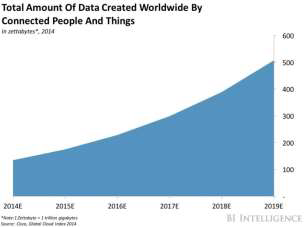 Total Amount Of Data Created Worldwide By
Connected People And Things
In zettabytes*, 2014
600
500
400
300
200
100
-
2014E 2015E 2016E 2017E 2018E 2019E
*Note: 1 Zettabyte = 1 trillion gigabytes
Source: Cisco, Global Cloud Index 2014
BI INTELLIGENCE